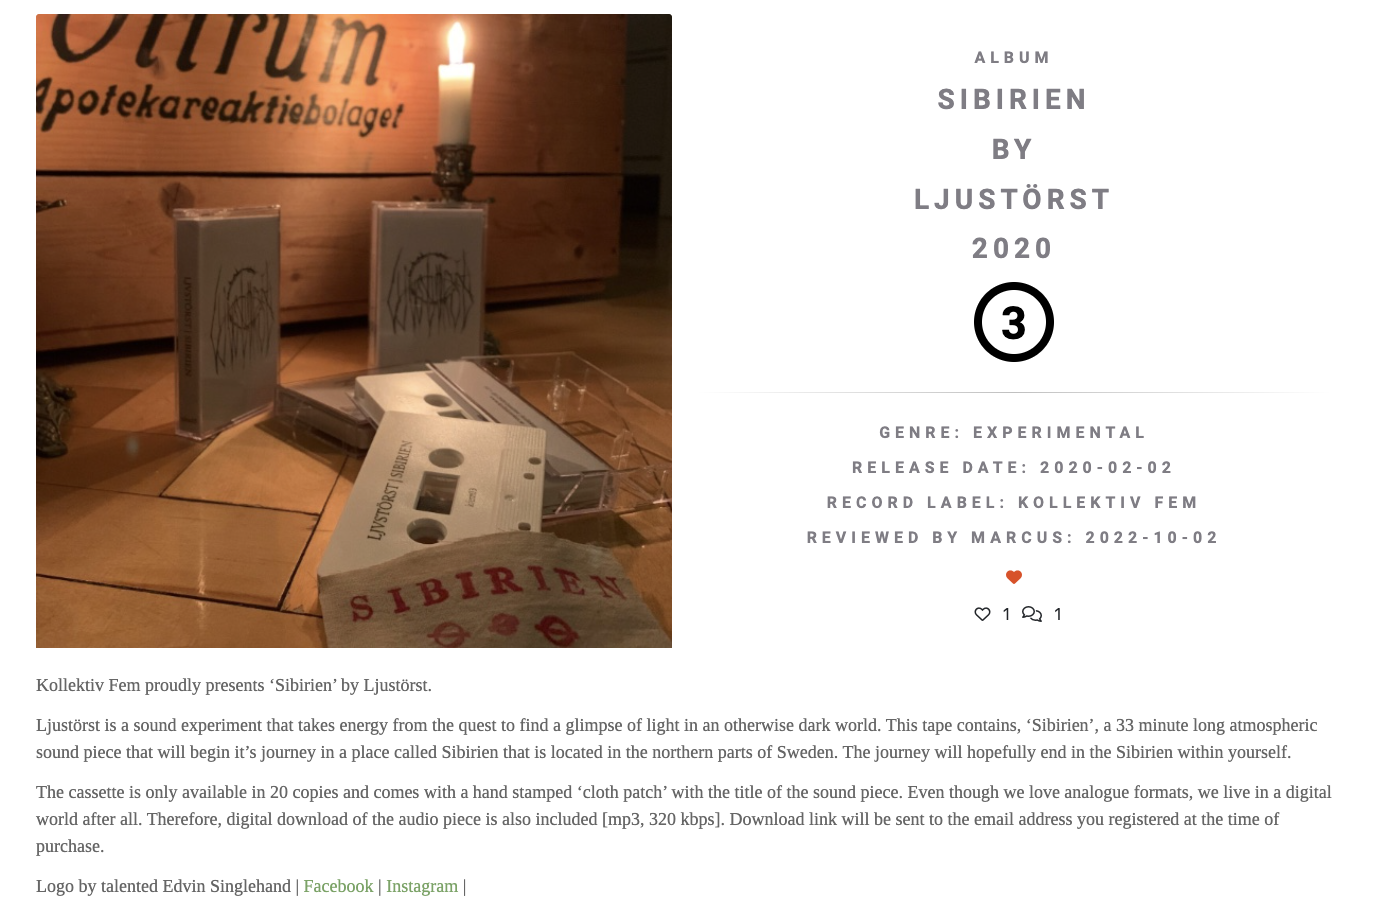 Ollrum
Apotekareaktiebolaget
LJVSTÖRST | SIBIRIEN
SIBIRIEN
ALBUM
SIBIRIEN
BY
LJUSTÖRST
2020
3
GENRE: EXPERIMENTAL
RELEASE DATE: 2020-02-02
RECORD LABEL: KOLLEKTIV FEM
REVIEWED BY MARCUS: 2022-10-02
1 1
Kollektiv Fem proudly presents ‘Sibirien’ by Ljustörst.
Ljustörst is a sound experiment that takes energy from the quest to find a glimpse of light in an otherwise dark world. This tape contains, ‘Sibirien’, a 33 minute long atmospheric
sound piece that will begin it’s journey in a place called Sibirien that is located in the northern parts of Sweden. The journey will hopefully end in the Sibirien within yourself.
The cassette is only available in 20 copies and comes with a hand stamped ‘cloth patch’ with the title of the sound piece. Even though we love analogue formats, we live in a digital
world after all. Therefore, digital download of the audio piece is also included [mp3, 320 kbps]. Download link will be sent to the email address you registered at the time of
purchase.
Logo by talented Edvin Singlehand | Facebook | Instagram |